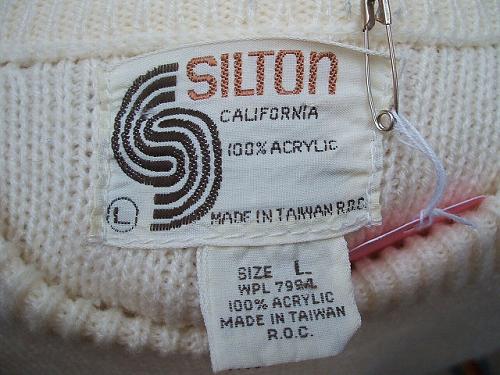 SILTON
CALIFORNIA
100% ACRYLIC
L
MADE IN TAIWAN R.O.C.
SIZE L
WPL 7994
100% ACRYLIC
MADE IN TAIWAN
R.O.C.